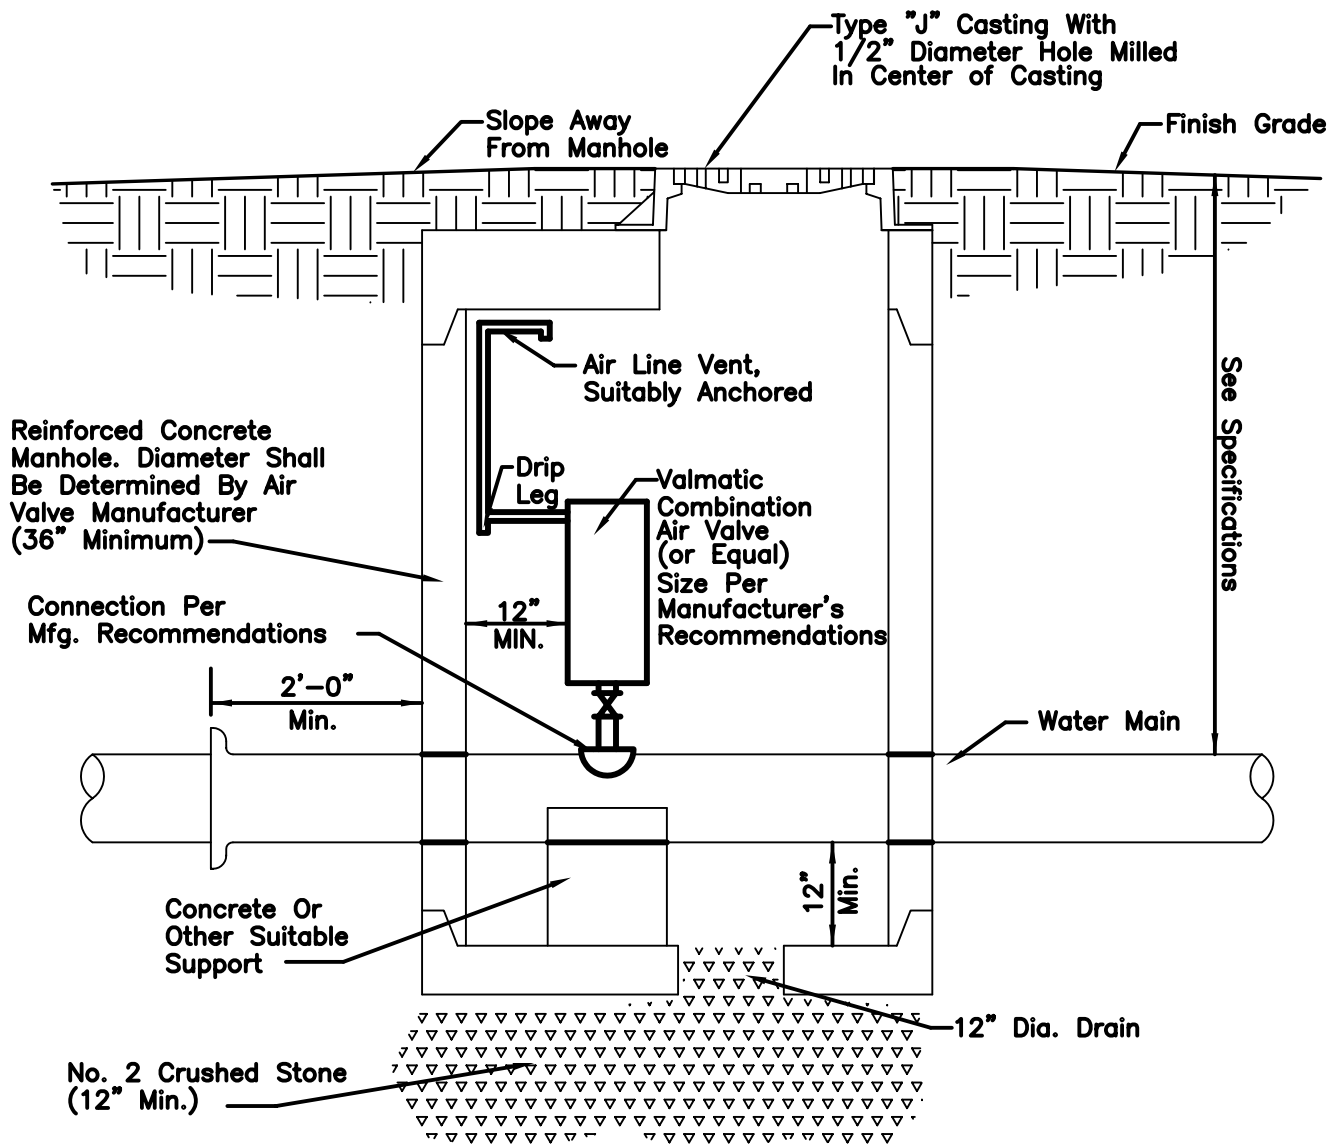 Type "J" Casting With
1/2" Diameter Hole Milled
In Center of Casting
Slope Away
From Manhole
Finish Grade
Air Line Vent,
Suitably Anchored
See Specifications
Reinforced Concrete
Manhole. Diameter Shall
Be Determined By Air
Valve Manufacturer
(36" Minimum)
Drip
Leg
Valmatic
Combination
Air Valve
(or Equal)
Size Per
Manufacturer's
Recommendations
Connection Per
Mfg. Recommendations
12"
MIN.
2'-0"
Min.
Water Main
12"
Min.
Concrete Or
Other Suitable
Support
12" Dia. Drain
No. 2 Crushed Stone
(12" Min.)